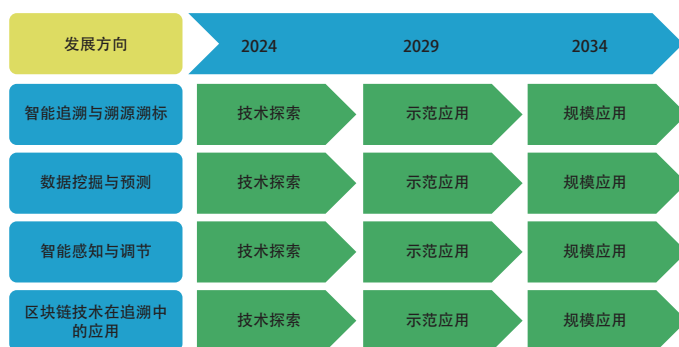 发展方向 2024 2029 2034
智能追溯与溯源溯标 技术探索 示范应用 规模应用
数据挖掘与预测 技术探索 示范应用 规模应用
智能感知与调节 技术探索 示范应用 规模应用
区块链技术在追溯中
的应用 技术探索 示范应用 规模应用